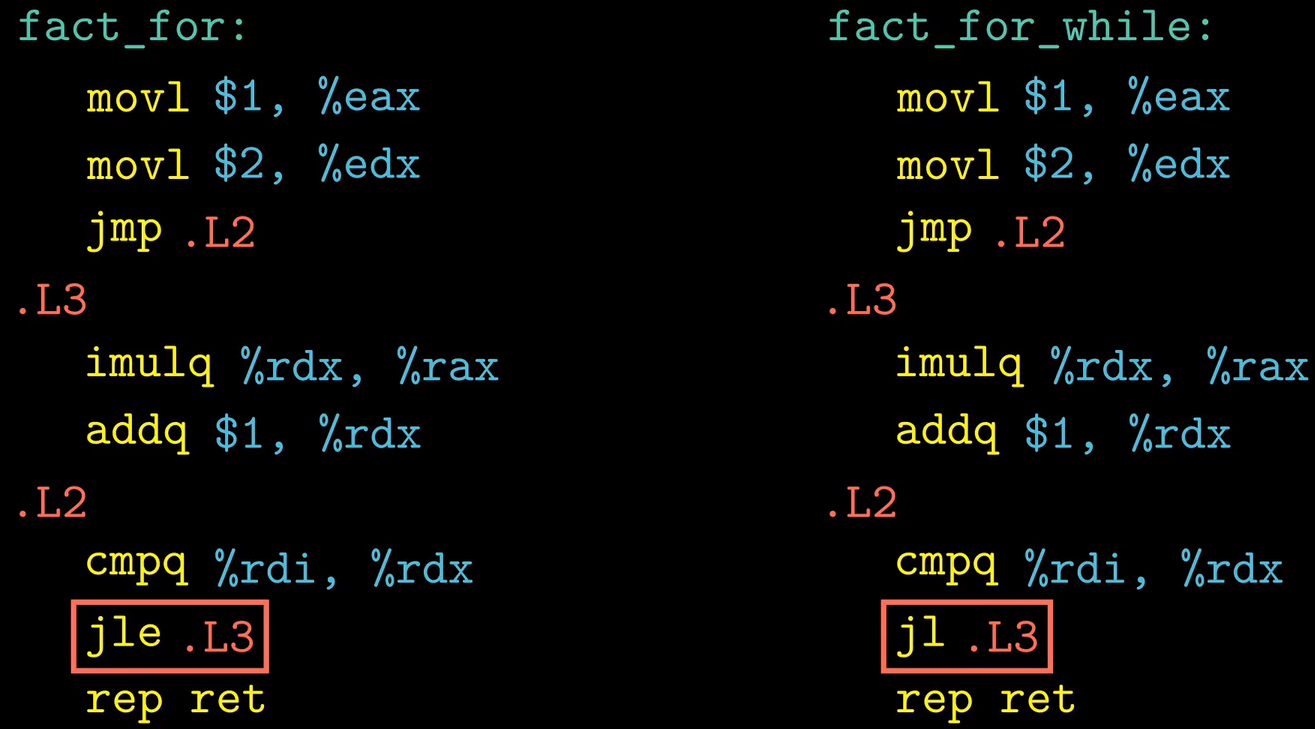 fact_for:
movl $1, %eax
movl $2, %edx
jmp .L2
.L3
imulq %rdx, %rax
addq $1, %rdx
.L2
cmpq %rdi, %rdx
jle .L3
rep ret
fact_for_while:
movl $1, %eax
movl $2, %edx
jmp .L2
.L3
imulq %rdx, %rax
addq $1, %rdx
.L2
cmpq %rdi, %rdx
jl .L3
rep ret